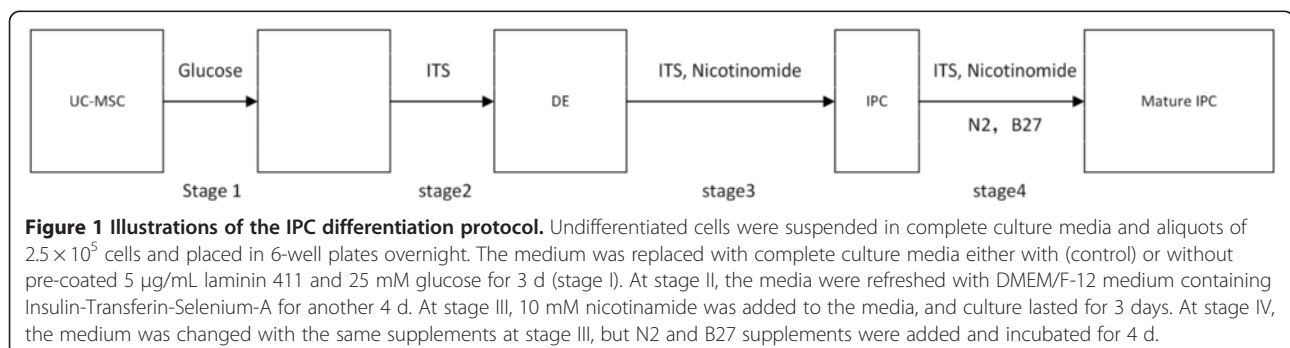 Glucose
ITS
ITS, Nicotinomide
ITS, Nicotinomide
UC-MSC
DE
IPC
Mature IPC
N2, B27
Stage 1
stage2
stage3
stage4
Figure 1 Illustrations of the IPC differentiation protocol. Undifferentiated cells were suspended in complete culture media and aliquots of
2.5 × 10⁵ cells and placed in 6-well plates overnight. The medium was replaced with complete culture media either with (control) or without
pre-coated 5 μg/mL laminin 411 and 25 mM glucose for 3 d (stage I). At stage II, the media were refreshed with DMEM/F-12 medium containing
Insulin-Transferin-Selenium-A for another 4 d. At stage III, 10 mM nicotinamide was added to the media, and culture lasted for 3 days. At stage IV,
the medium was changed with the same supplements at stage III, but N2 and B27 supplements were added and incubated for 4 d.